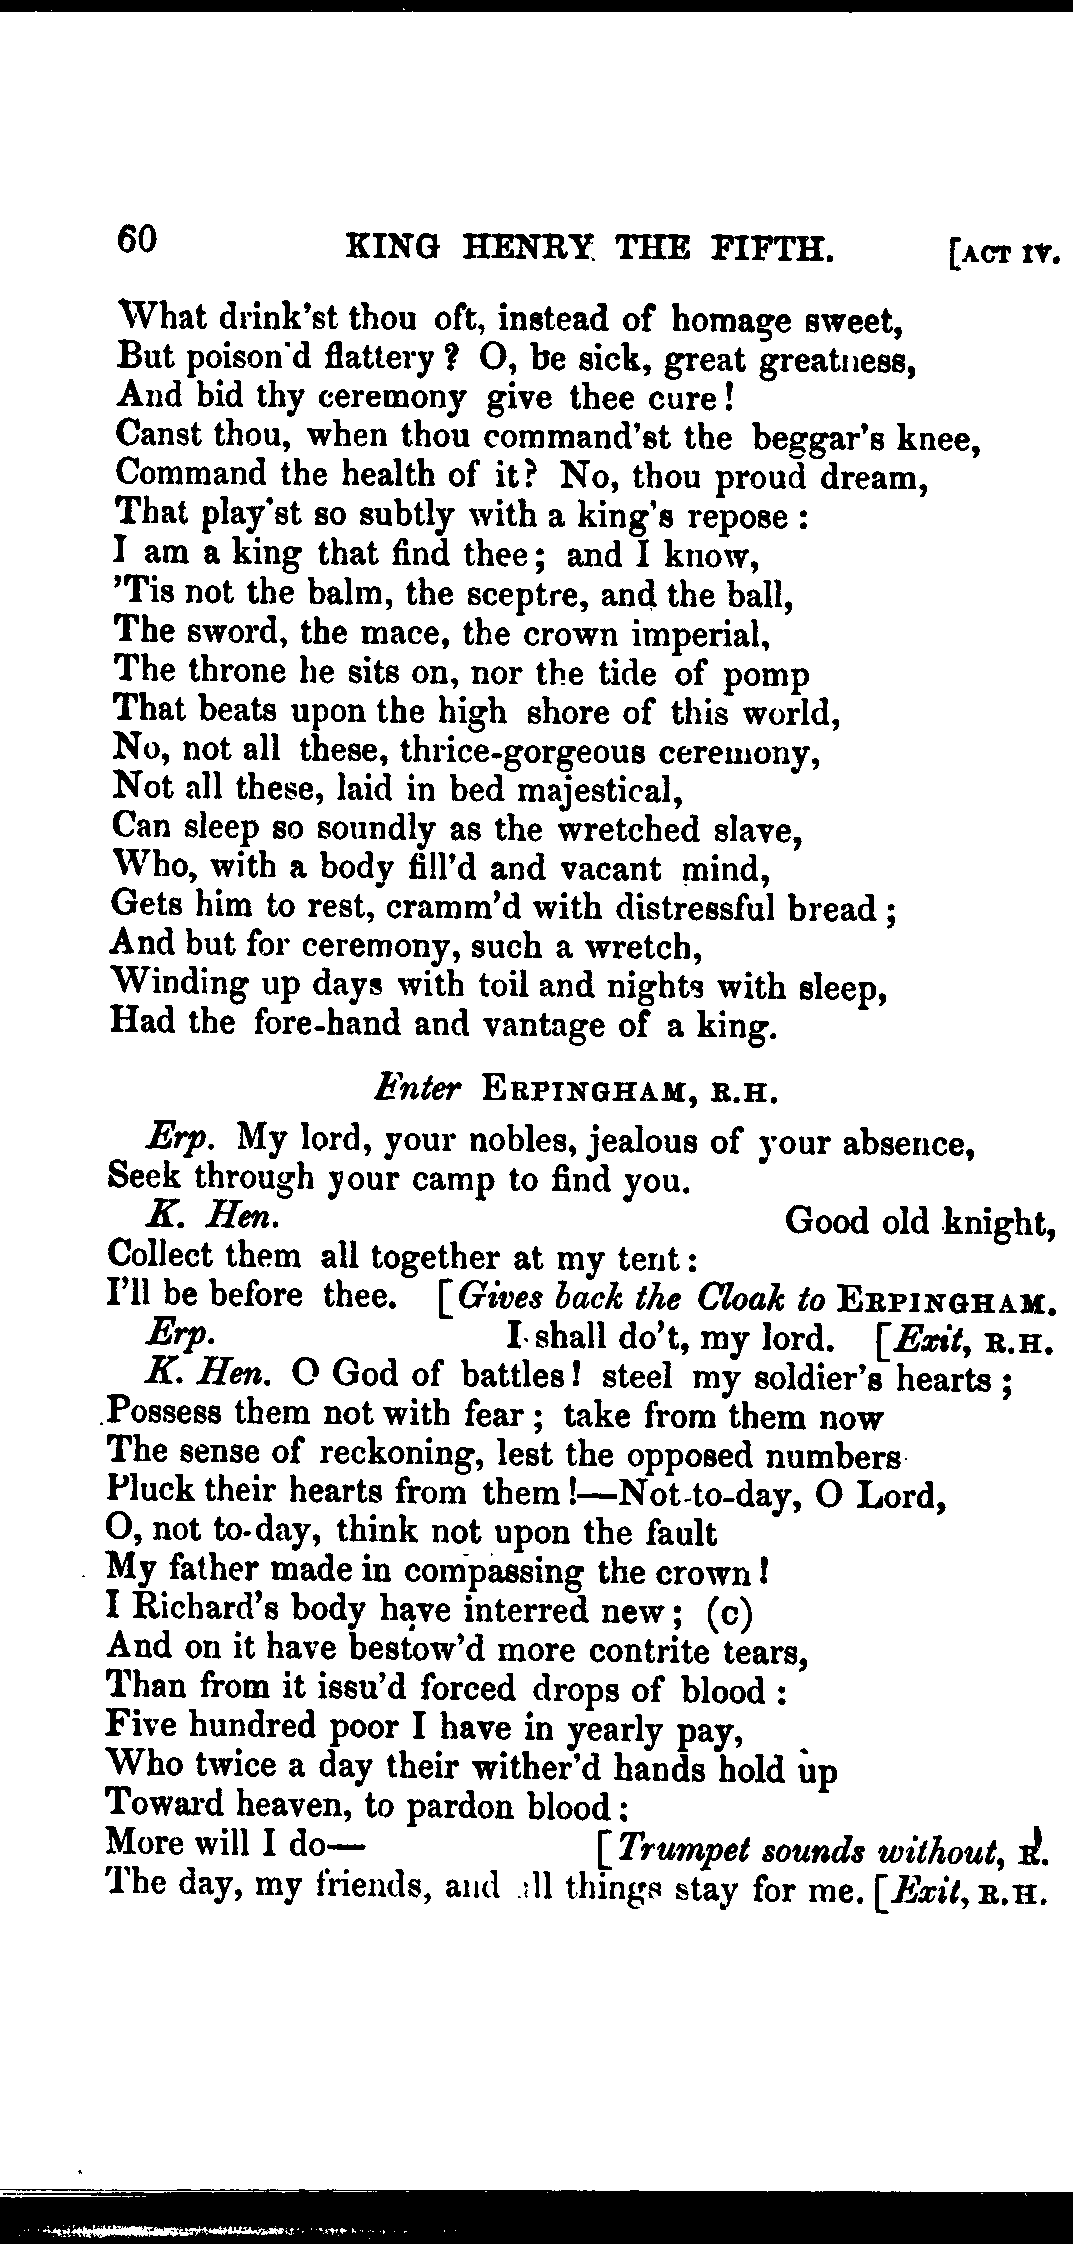 60 KING HENRY THE FIFTH. [ACT IV.
What drink'st thou oft, instead of homage sweet,
But poison'd flattery? O, be sick, great greatness,
And bid thy ceremony give thee cure!
Canst thou, when thou command'st the beggar's knee,
Command the health of it? No, thou proud dream,
That play'st so subtly with a king's repose:
I am a king that find thee; and I know,
'Tis not the balm, the sceptre, and the ball,
The sword, the mace, the crown imperial,
The throne he sits on, nor the tide of pomp
That beats upon the high shore of this world,
No, not all these, thrice-gorgeous ceremony,
Not all these, laid in bed majestical,
Can sleep so soundly as the wretched slave,
Who, with a body fill'd and vacant mind,
Gets him to rest, cramm'd with distressful bread;
And but for ceremony, such a wretch,
Winding up days with toil and nights with sleep,
Had the fore-hand and vantage of a king.
Enter ERPINGHAM, R.H.
Erp. My lord, your nobles, jealous of your absence,
Seek through your camp to find you.
K. Hen. Good old knight,
Collect them all together at my tent:
I'll be before thee. [Gives back the Cloak to ERPINGHAM.
Erp. I shall do't, my lord. [Exit, R.H.
K. Hen. O God of battles! steel my soldier's hearts;
Possess them not with fear; take from them now
The sense of reckoning, lest the opposed numbers
Pluck their hearts from them!—Not-to-day, O Lord,
O, not to-day, think not upon the fault
My father made in compassing the crown!
I Richard's body have interred new; (c)
And on it have bestow'd more contrite tears,
Than from it issu'd forced drops of blood:
Five hundred poor I have in yearly pay,
Who twice a day their wither'd hands hold up
Toward heaven, to pardon blood:
More will I do— [Trumpet sounds without, R.
The day, my friends, and all things stay for me. [Exit, R.H.